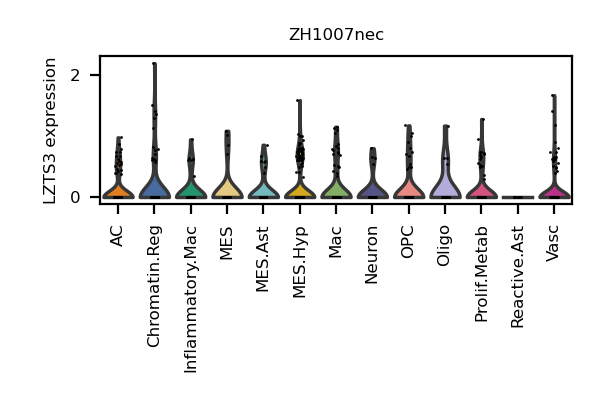 ZH1007nec
LZTS3 expression
2
0
AC
Chromatin.Reg
Inflammatory.Mac
MES
MES.Ast
MES.Hyp
Mac
Neuron
OPC
Oligo
Prolif.Metab
Reactive.Ast
Vasc